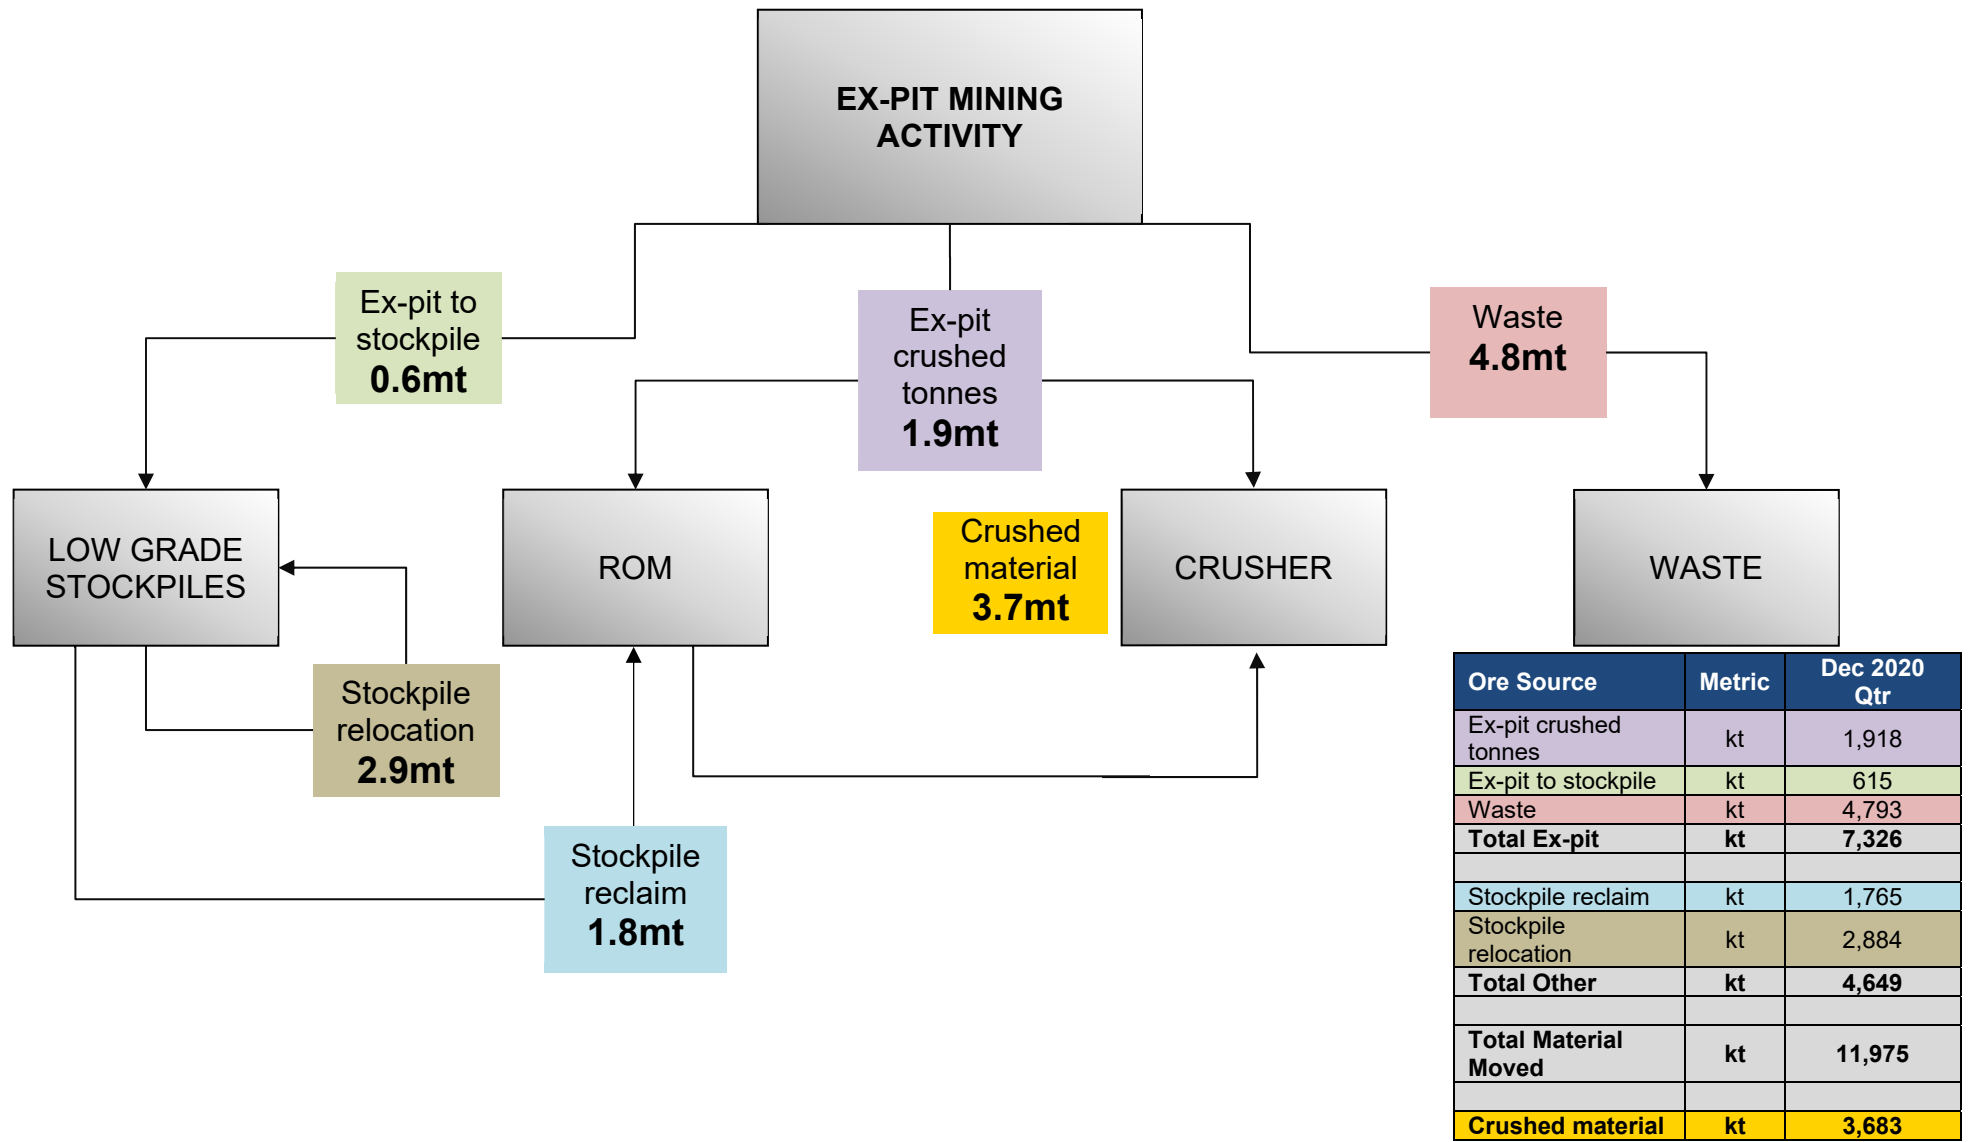 EX-PIT MINING
ACTIVITY
Ex-pit to
stockpile
0.6mt
Ex-pit
crushed
tonnes
1.9mt
Waste
4.8mt
LOW GRADE
STOCKPILES
ROM
Crushed
material
3.7mt
CRUSHER
WASTE
Stockpile
relocation
2.9mt
Stockpile
reclaim
1.8mt
Ore Source Metric Dec 2020
Qtr
Ex-pit crushed
tonnes kt 1,918
Ex-pit to stockpile kt 615
Waste kt 4,793
Total Ex-pit kt 7,326
Stockpile reclaim kt 1,765
Stockpile
relocation kt 2,884
Total Other kt 4,649
Total Material
Moved kt 11,975
Crushed material kt 3,683